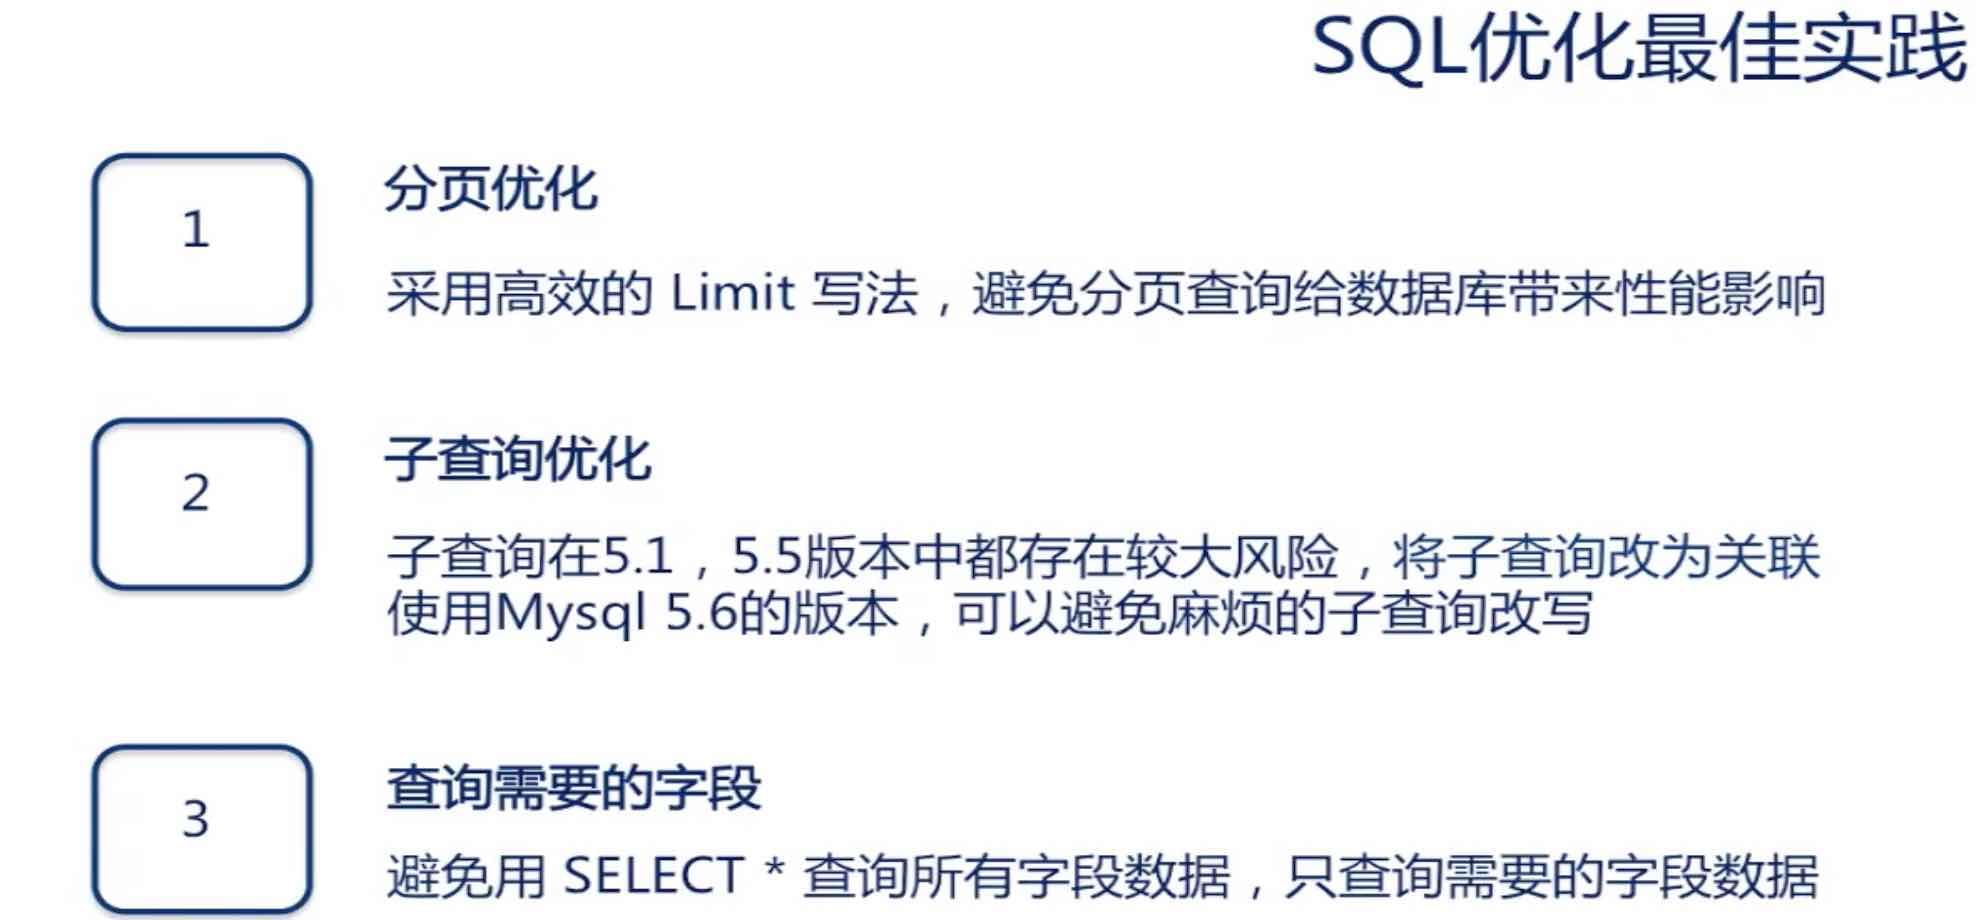 SQL优化最佳实践
1
分页优化
采用高效的 Limit 写法，避免分页查询给数据库带来性能影响
2
子查询优化
子查询在5.1，5.5版本中都存在较大风险，将子查询改为关联
使用Mysql 5.6的版本，可以避免麻烦的子查询改写
3
查询需要的字段
避免用 SELECT * 查询所有字段数据，只查询需要的字段数据